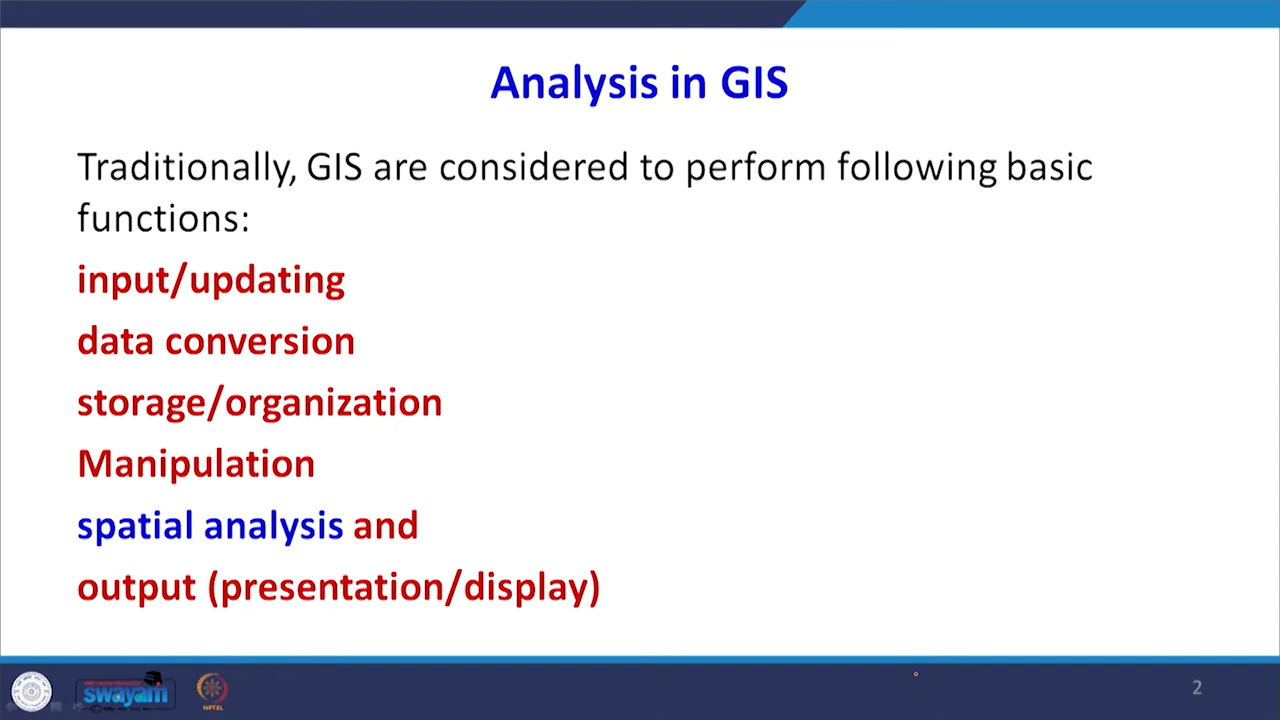 Analysis in GIS
Traditionally, GIS are considered to perform following basic
functions:
input/updating
data conversion
storage/organization
Manipulation
spatial analysis and
output (presentation/display)
swayam
NPTEL
2